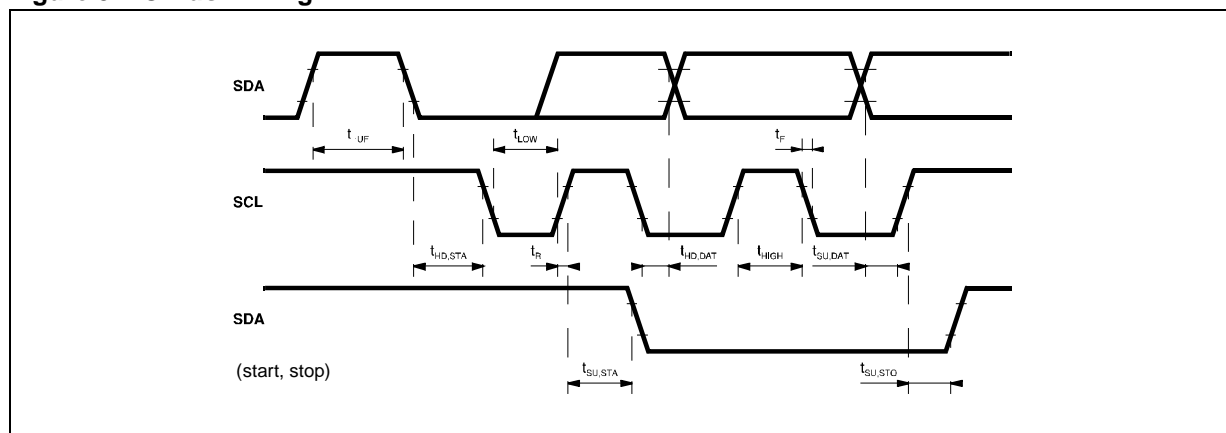 SDA
t-UF tLOW tF
SCL
tHD,STA tR tHD,DAT tHIGH tSU,DAT
SDA
(start, stop)
tSU,STA tSU,STO